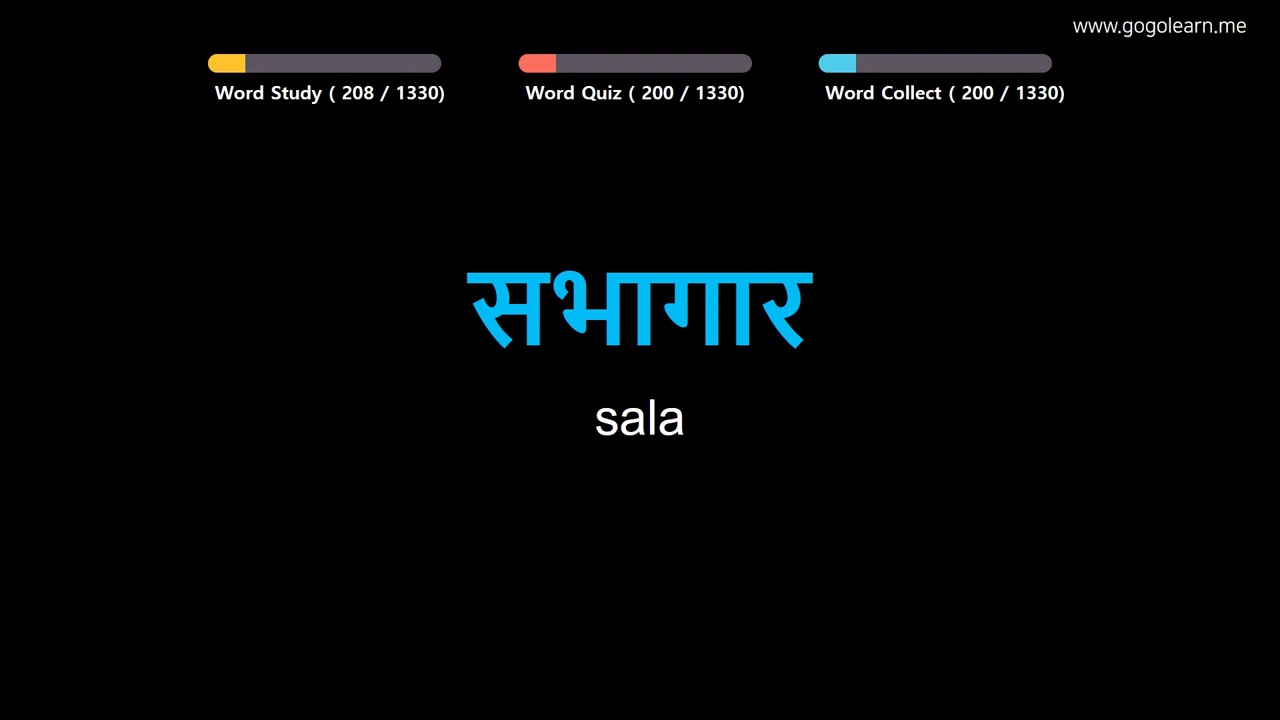 www.gogolearn.me
Word Study ( 208 / 1330)
Word Quiz ( 200 / 1330)
Word Collect ( 200 / 1330)
सभागार
sala